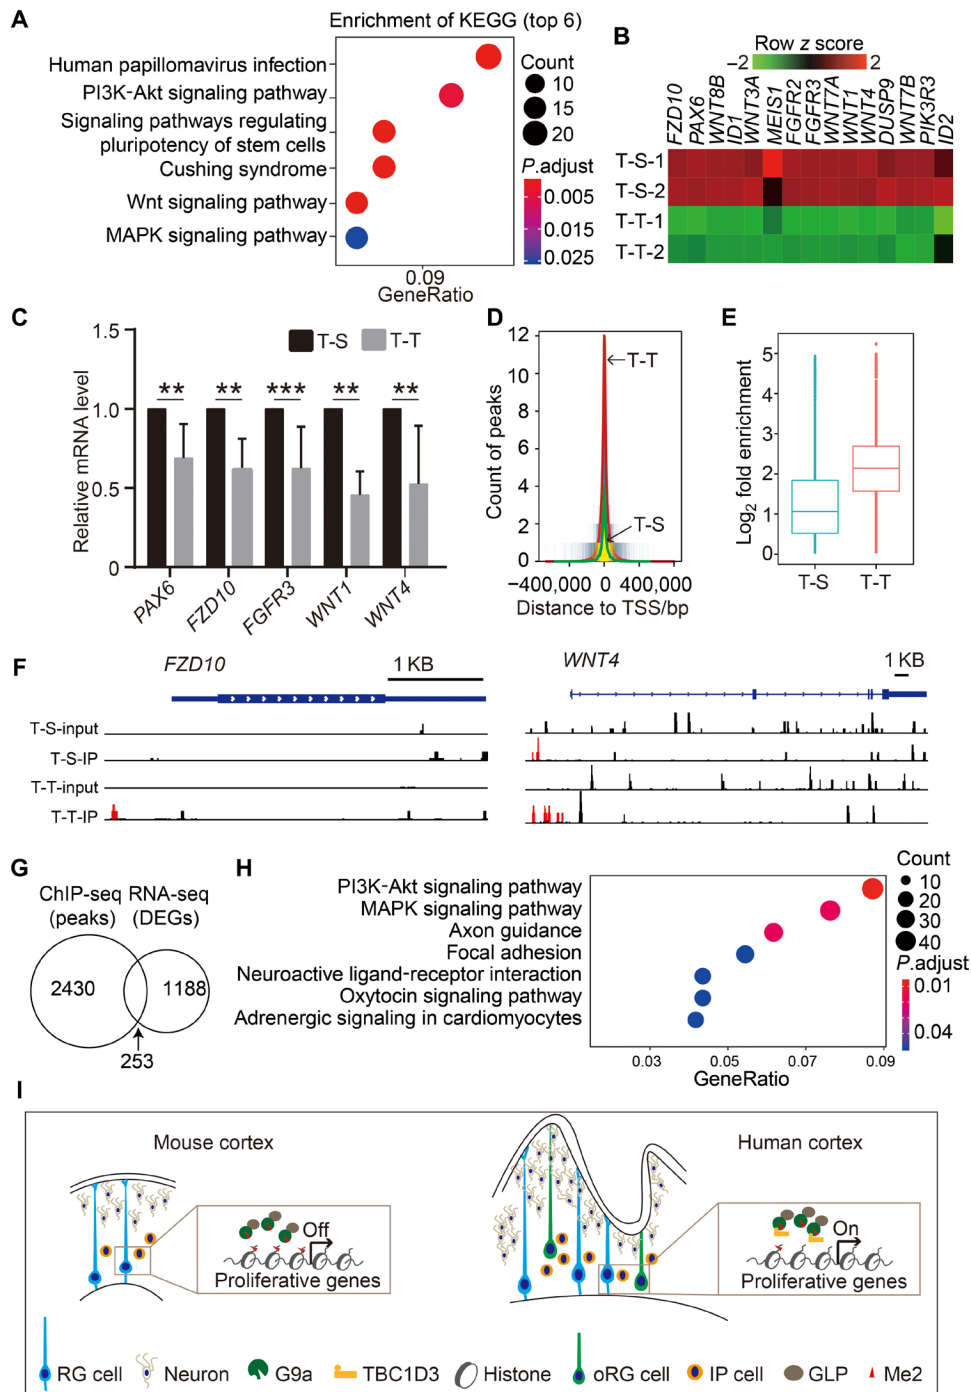 A
Enrichment of KEGG (top 6)
Human papillomavirus infection
PI3K-Akt signaling pathway
Signaling pathways regulating
pluripotency of stem cells
Cushing syndrome
Wnt signaling pathway
MAPK signaling pathway
0.09
GeneRatio
Count
10
15
20
P.adjust
0.005
0.015
0.025
B
Row z score
−2 2
FZD10 PAX6 WNT8B ID1 WNT3A MEIS1 FGFR2 FGFR3 WNT7A WNT1 WNT4 DUSP9 WNT7B PIK3R3 ID2
T-S-1
T-S-2
T-T-1
T-T-2
C
Relative mRNA level
1.5
1.0
0.5
0
T-S T-T
** ** *** ** **
PAX6 FZD10 FGFR3 WNT1 WNT4
D
Count of peaks
12
10
8
6
4
2
0
T-T
T-S
−400,000 0 400,000
Distance to TSS/bp
E
Log2 fold enrichment
5
4
3
2
1
0
T-S T-T
F
FZD10 1 KB
WNT4 1 KB
T-S-input
T-S-IP
T-T-input
T-T-IP
G
ChIP-seq RNA-seq
(peaks) (DEGs)
2430 1188
253
H
PI3K-Akt signaling pathway
MAPK signaling pathway
Axon guidance
Focal adhesion
Neuroactive ligand-receptor interaction
Oxytocin signaling pathway
Adrenergic signaling in cardiomyocytes
0.03 0.05 0.07 0.09
GeneRatio
Count
10
20
30
40
P.adjust
0.01
0.04
I
Mouse cortex
Off
Proliferative genes
Human cortex
On
Proliferative genes
RG cell Neuron G9a TBC1D3 Histone oRG cell IP cell GLP Me2